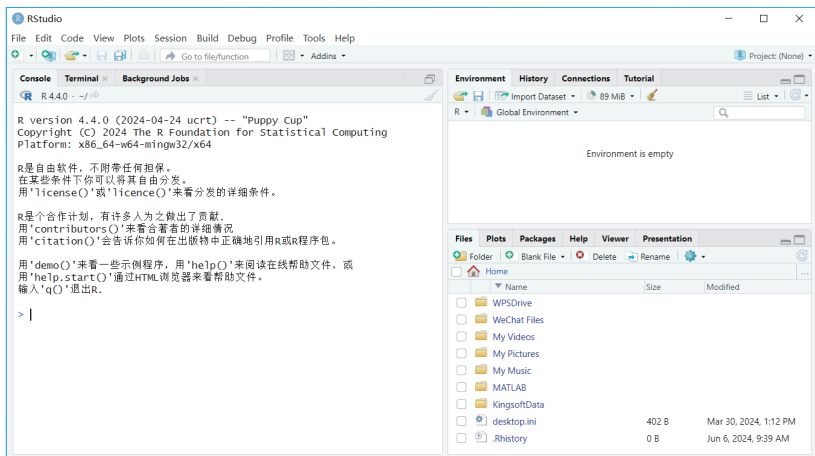 RStudio
File Edit Code View Plots Session Build Debug Profile Tools Help
Go to file/function
Addins
Project: (None)
Console Terminal Background Jobs
R 4.4.0 · ~/
R version 4.4.0 (2024-04-24 ucrt) -- "Puppy Cup"
Copyright (C) 2024 The R Foundation for Statistical Computing
Platform: x86_64-w64-mingw32/x64
R是自由软件，不附带任何担保。
在某些条件下你可以将其自由分发。
用'license()'或'licence()'来看分发的详细条件。
R是个合作计划，有许多人为之做出了贡献.
用'contributors()'来看合著者的详细情况
用'citation()'会告诉你如何在出版物中正确地引用R或R程序包。
用'demo()'来看一些示例程序，用'help()'来阅读在线帮助文件，或
用'help.start()'通过HTML浏览器来看帮助文件。
输入'q()'退出R.
>
Environment History Connections Tutorial
Import Dataset 89 MiB List
R Global Environment
Environment is empty
Files Plots Packages Help Viewer Presentation
Folder Blank File Delete Rename
Home ...
Name Size Modified
WPSDrive
WeChat Files
My Videos
My Pictures
My Music
MATLAB
KingsoftData
desktop.ini 402 B Mar 30, 2024, 1:12 PM
.Rhistory 0 B Jun 6, 2024, 9:39 AM